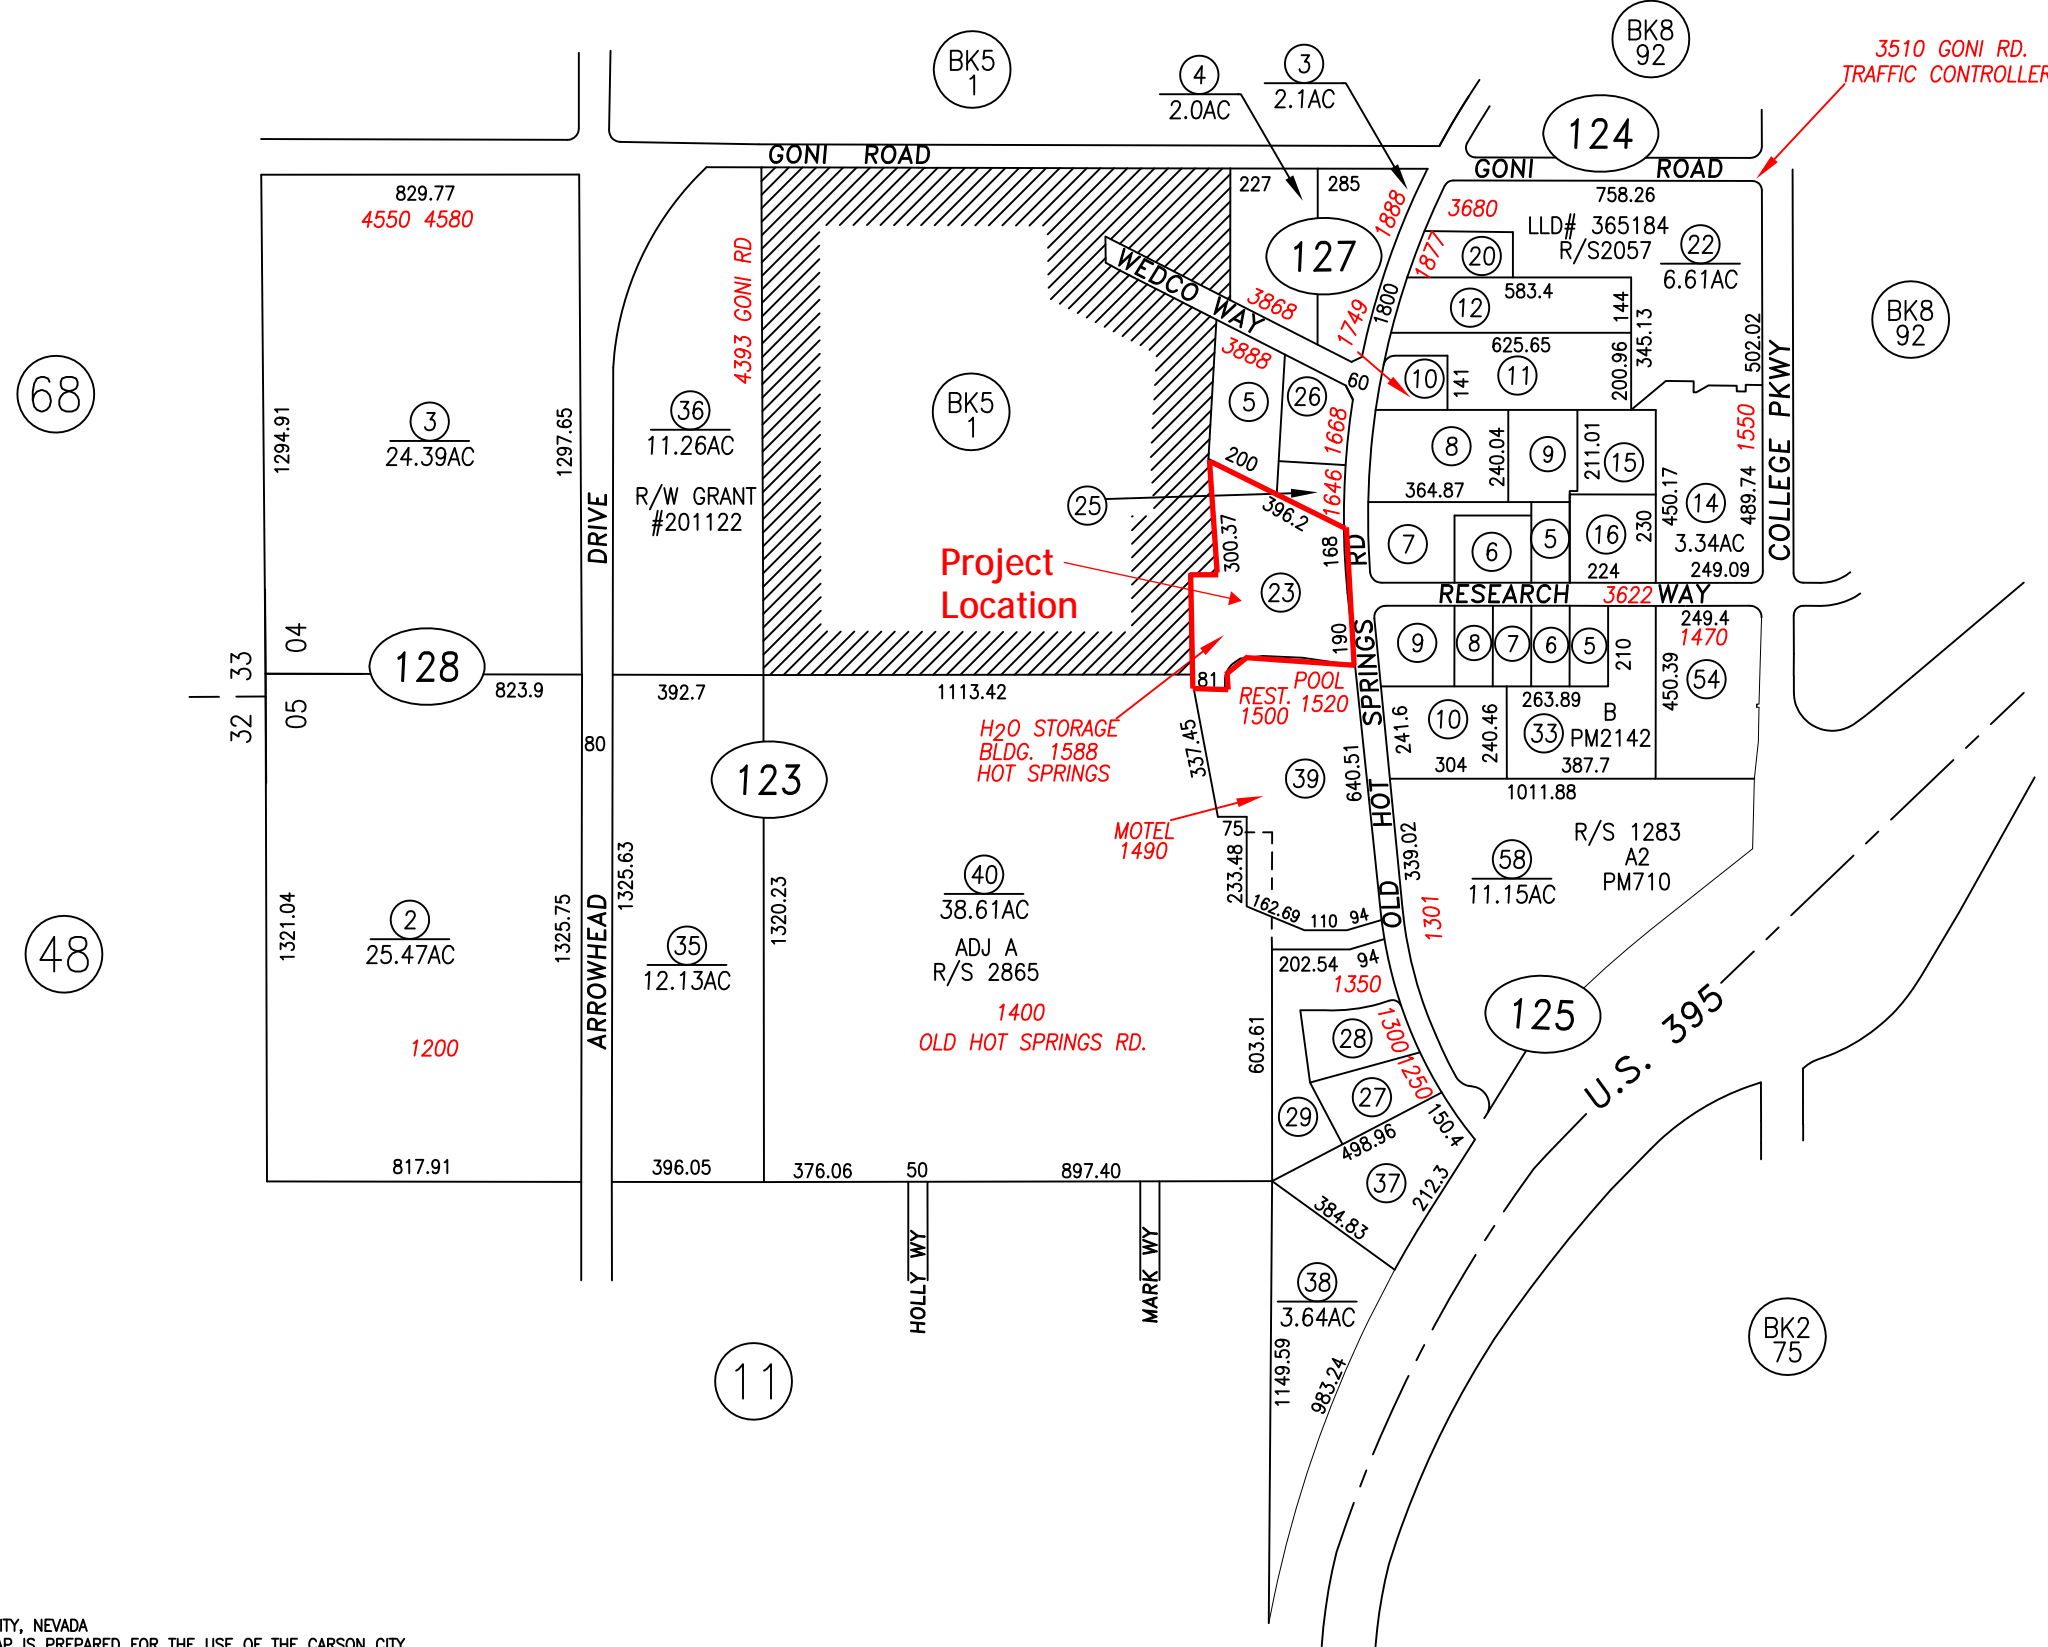 BK5
1
BK8
92
3510 GONI RD.
TRAFFIC CONTROLLER
4
2.0AC
3
2.1AC
124
GONI ROAD
GONI ROAD
829.77
4550 4580
227
285
1888
3680
758.26
LLD# 365184
R/S2057
22
6.61AC
127
1877
20
4393 GONI RD
WEDCO WAY
3868
3888
1749
1800
12
583.4
144
345.13
502.02
BK8
92
625.65
200.96
10
141
11
60
68
3
24.39AC
1294.91
1297.65
36
11.26AC
R/W GRANT
#201122
BK5
1
5
26
1668
8
240.04
9
211.01
15
1550
COLLEGE PKWY
200
1646
25
396.2
364.87
450.17
489.74
14
3.34AC
249.09
DRIVE
Project
Location
300.37
168
RD
7
6
5
16
230
224
23
RESEARCH WAY
3622
33
04
32
05
128
823.9
392.7
1113.42
81
190
SPRINGS
9
8
7
6
5
210
249.4
1470
450.39
54
POOL
REST. 1520
1500
H2O STORAGE
BLDG. 1588
HOT SPRINGS
80
123
337.45
640.51
241.6
10
240.46
263.89
33
B
PM2142
304
387.7
39
HOT
1011.88
MOTEL
1490
75
233.48
339.02
R/S 1283
A2
PM710
58
11.15AC
48
2
25.47AC
1321.04
1325.75
1325.63
ARROWHEAD
35
12.13AC
1320.23
40
38.61AC
ADJ A
R/S 2865
1400
OLD HOT SPRINGS RD.
1200
162.69
110
94
OLD
1301
202.54
94
1350
603.61
28
1300
1250
27
29
498.96
150.4
125
U.S. 395
37
212.3
384.83
817.91
396.05
376.06
50
897.40
HOLLY WY
MARK WY
38
3.64AC
1149.59
983.24
11
BK2
75
ITY, NEVADA
AP IS PREPARED FOR THE USE OF THE CARSON CITY